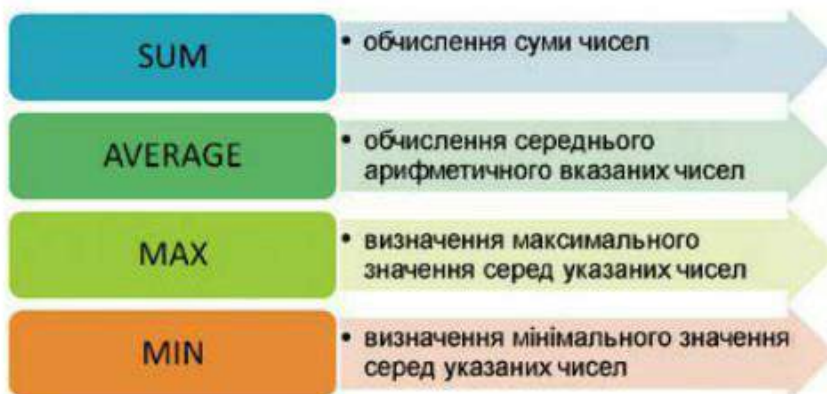 SUM
• обчислення суми чисел
AVERAGE
• обчислення середнього
арифметичного вказаних чисел
MAX
• визначення максимального
значення серед указаних чисел
MIN
• визначення мінімального значення
серед указаних чисел